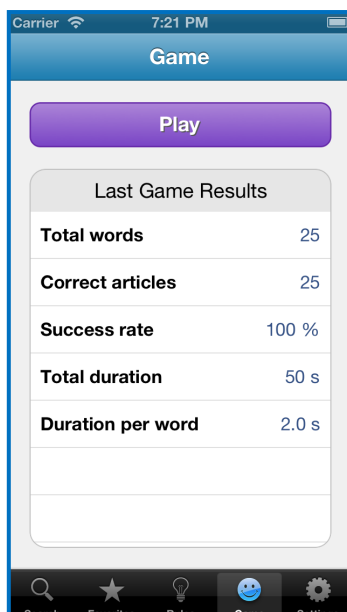 Carrier 7:21 PM
Game
Play
Last Game Results
Total words 25
Correct articles 25
Success rate 100 %
Total duration 50 s
Duration per word 2.0 s